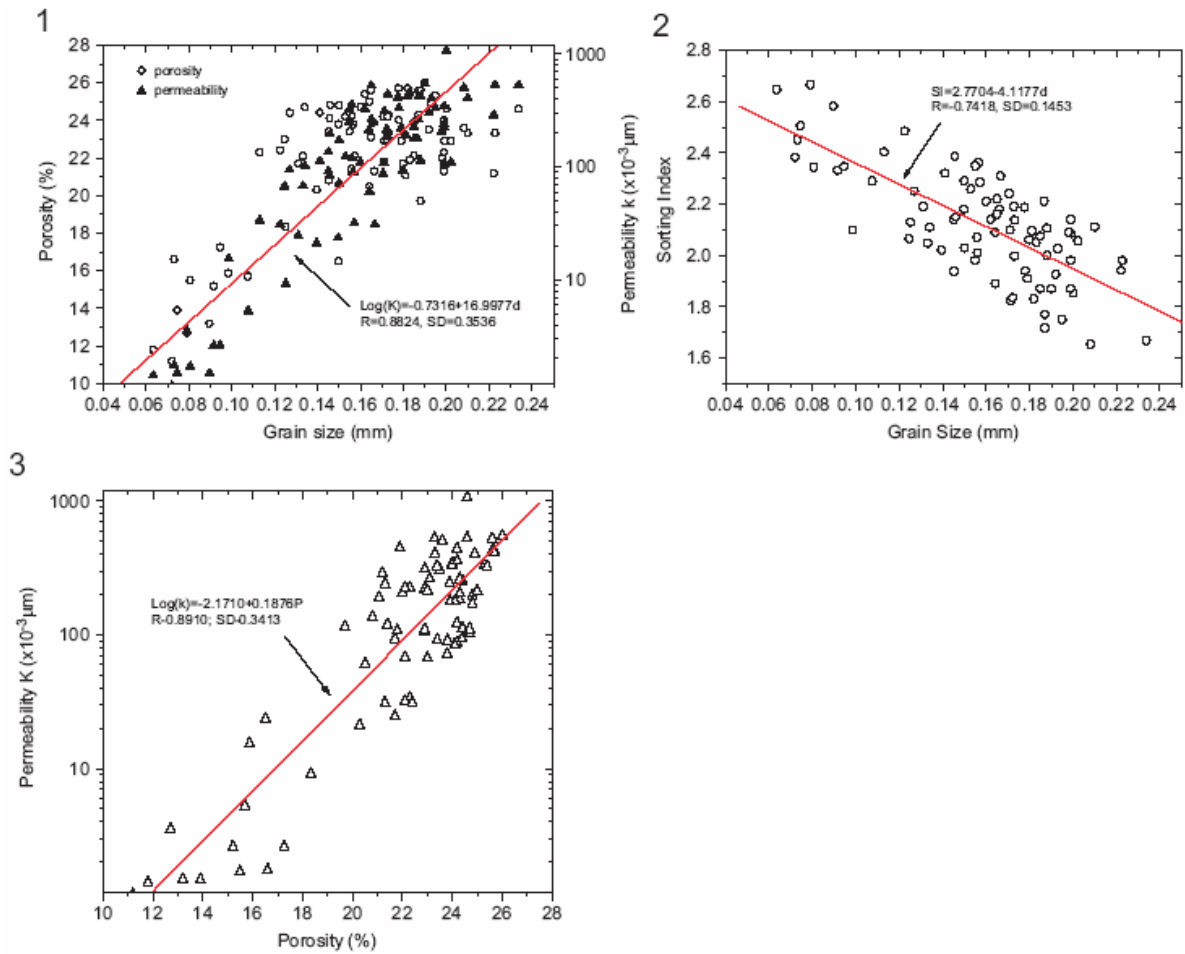 1
28
26
24
22
20
18
16
14
12
10
1000
100
10
porosity
permeability
Log(K)=-0.7316+16.9977d
R=0.8824, SD=0.3536
Porosity (%)
Permeability k (x10⁻³μm)
0.04 0.06 0.08 0.10 0.12 0.14 0.16 0.18 0.20 0.22 0.24
Grain size (mm)
2
2.8
2.6
2.4
2.2
2.0
1.8
1.6
SI=2.7704-4.1177d
R=-0.7418, SD=0.1453
Sorting Index
0.04 0.06 0.08 0.10 0.12 0.14 0.16 0.18 0.20 0.22 0.24
Grain Size (mm)
3
1000
100
10
Log(k)=-2.1710+0.1876P
R-0.8910; SD-0.3413
Permeability K (x10⁻³μm)
10 12 14 16 18 20 22 24 26 28
Porosity (%)